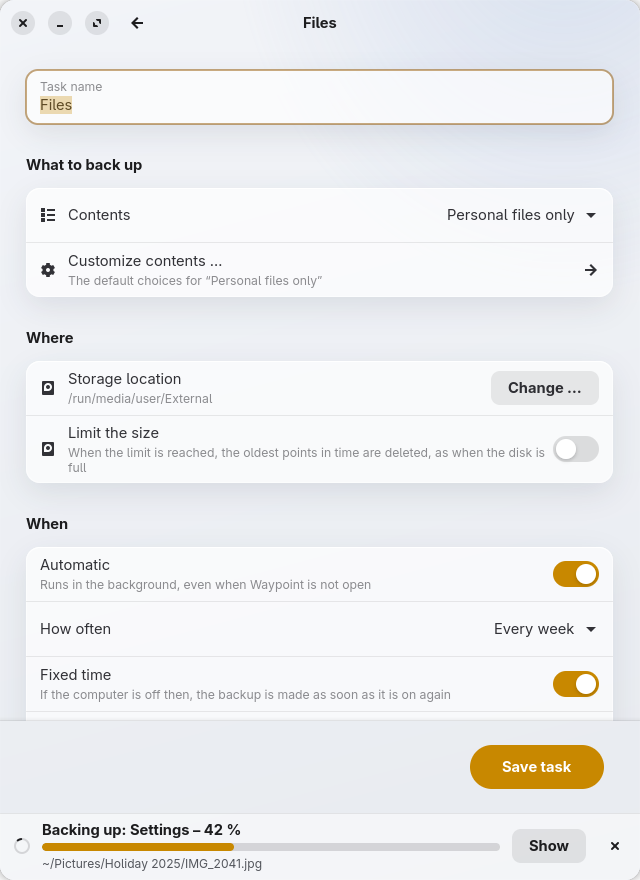 Files
Task name
Files
What to back up
Contents
Personal files only
Customize contents …
The default choices for “Personal files only”
Where
Storage location
/run/media/user/External
Change …
Limit the size
When the limit is reached, the oldest points in time are deleted, as when the disk is
full
When
Automatic
Runs in the background, even when Waypoint is not open
How often
Every week
Fixed time
If the computer is off then, the backup is made as soon as it is on again
Save task
Backing up: Settings – 42 %
~/Pictures/Holiday 2025/IMG_2041.jpg
Show